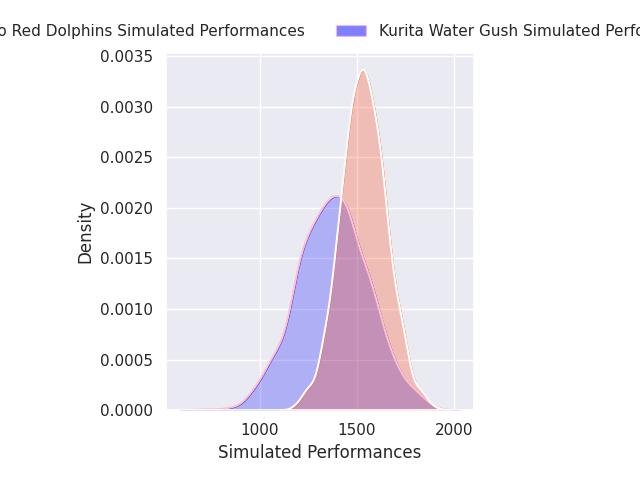 o Red Dolphins Simulated Performances
Kurita Water Gush Simulated Perfo
0.0035
0.0030
0.0025
0.0020
0.0015
0.0010
0.0005
0.0000
Density
1000 1500 2000
Simulated Performances